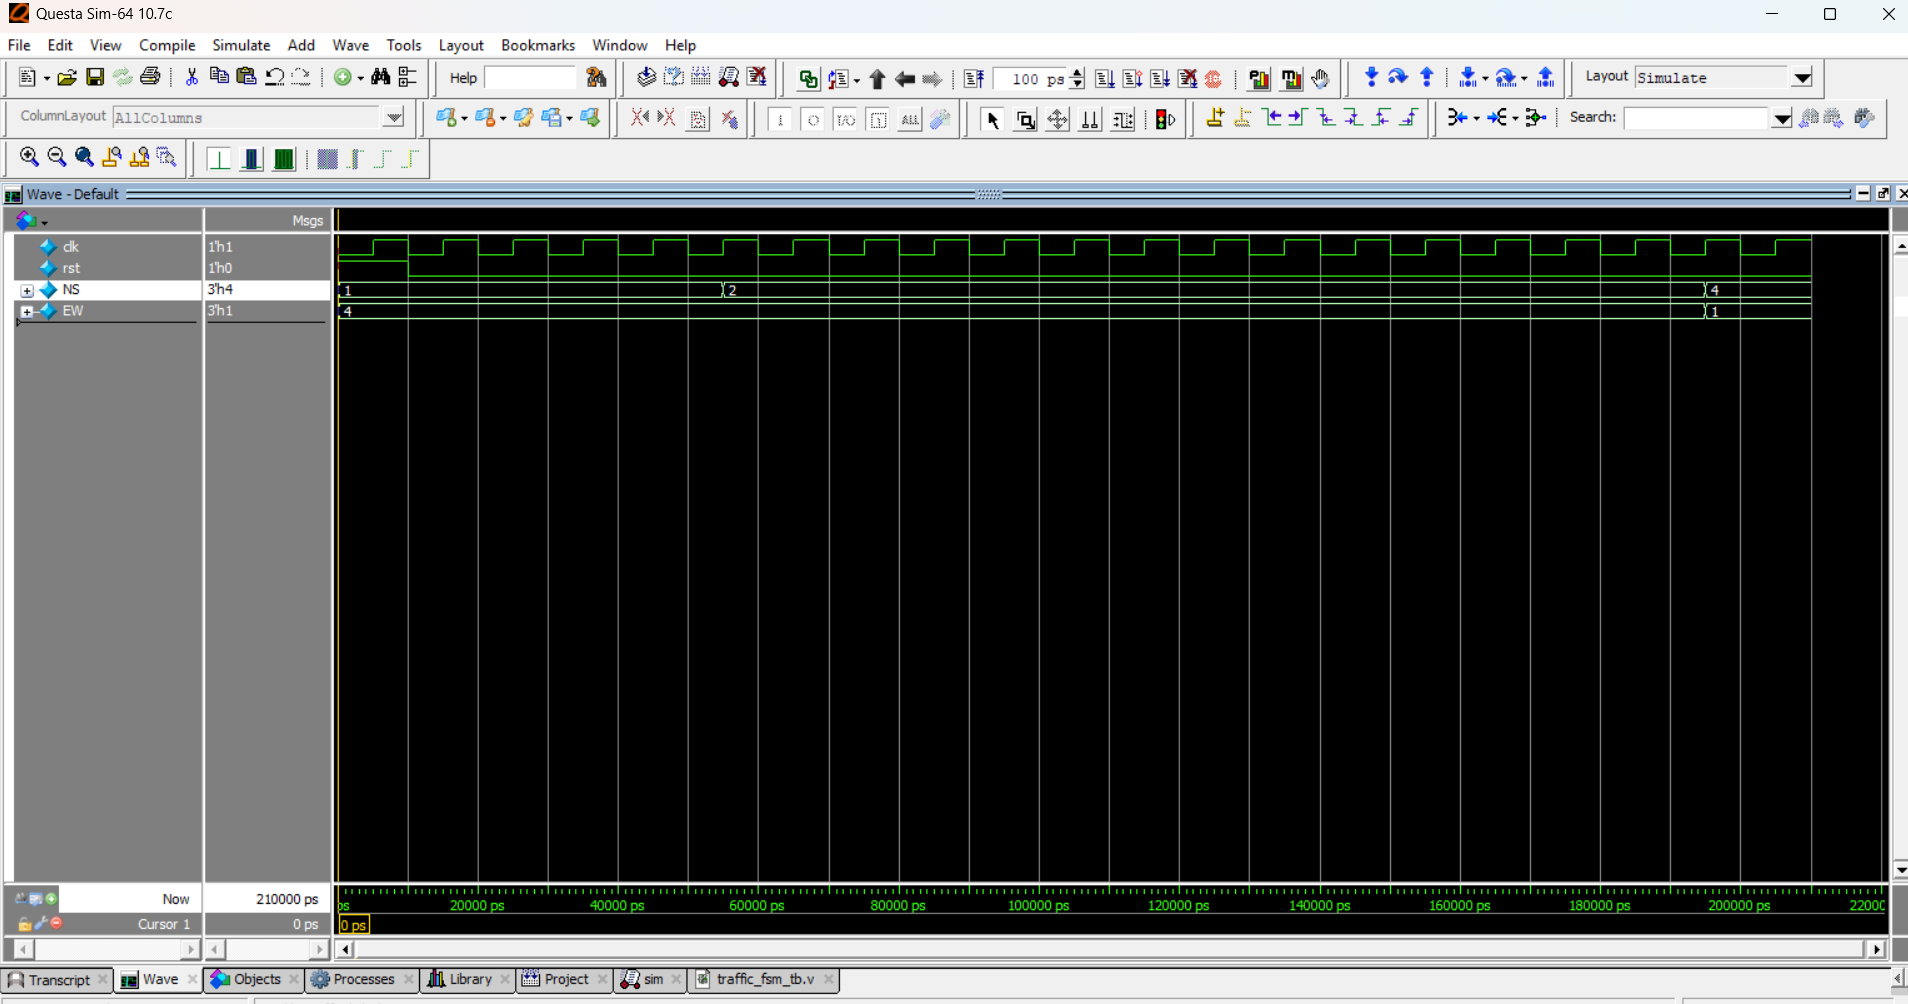 Questa Sim-64 10.7c
File Edit View Compile Simulate Add Wave Tools Layout Bookmarks Window Help
Help 100 ps Layout Simulate
ColumnLayout AllColumns ALL Search:
Wave - Default
Msgs
clk 1'h1
rst 1'h0
NS 3'h4 1 2 4
EW 3'h1 4 1
Now 210000 ps ps 20000 ps 40000 ps 60000 ps 80000 ps 100000 ps 120000 ps 140000 ps 160000 ps 180000 ps 200000 ps 22000
Cursor 1 0 ps 0 ps
Transcript Wave Objects Processes Library Project sim traffic_fsm_tb.v